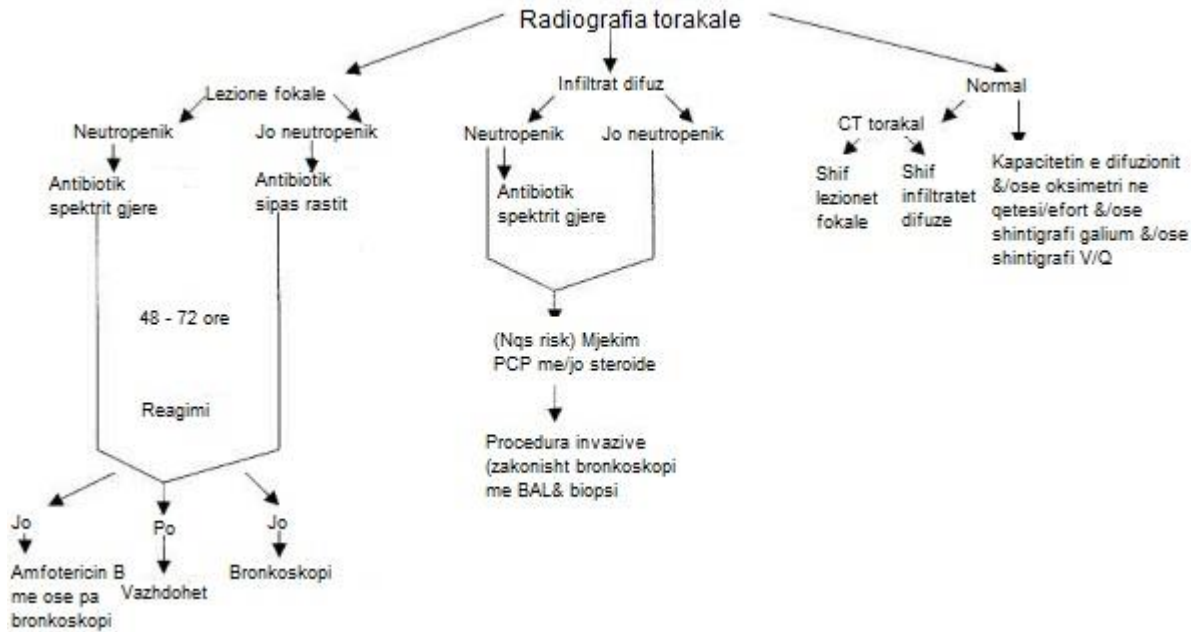 Radiografia torakale
Lezione fokale
Neutropenik
Jo neutropenik
Antibiotik
spektrit gjere
Antibiotik
sipas rastit
48 - 72 ore
Reagimi
Jo
Po
Jo
Amfotericin B
me ose pa
bronkoskopi
Vazhdohet
Bronkoskopi
Infiltrat difuz
Neutropenik
Jo neutropenik
Antibiotik
spektrit gjere
(Nqs risk) Mjekim
PCP me/jo steroide
Procedura invazive
(zakonisht bronkoskopi
me BAL& biopsi
Normal
CT torakal
Shif
lezionet
fokale
Shif
infiltratet
difuze
Kapacitetin e difuzionit
&/ose oksimetri ne
qetesi/efort &/ose
shintigrafi galium &/ose
shintigrafi V/Q